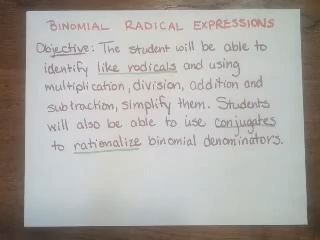 BINOMIAL RADICAL EXPRESSIONS
Objective: The student will be able to
identify like radicals and using
multiplication, division, addition and
subtraction, simplify them. Students
will also be able to use conjugates
to rationalize binomial denominators.